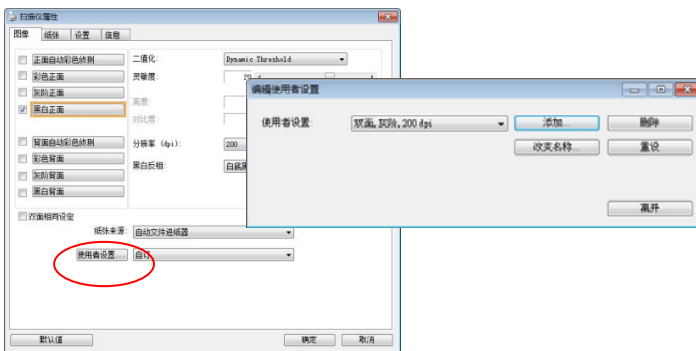 扫描仪属性
图像 纸张 设置 信息
正面自动彩色侦测
彩色正面
灰阶正面
黑白正面
背面自动彩色侦测
彩色背面
灰阶背面
黑白背面
二值化: Dynamic Threshold
灵敏度: 20
亮度:
对比度:
分辨率 (dpi): 200
黑白反相: 白底黑
双面相同设定
纸张来源: 自动文件进纸器
使用者设置... 自订
默认值 确定 取消
编辑使用者设置
使用者设置: 双面,灰阶,200 dpi 添加... 删除
改变名称... 重设
离开